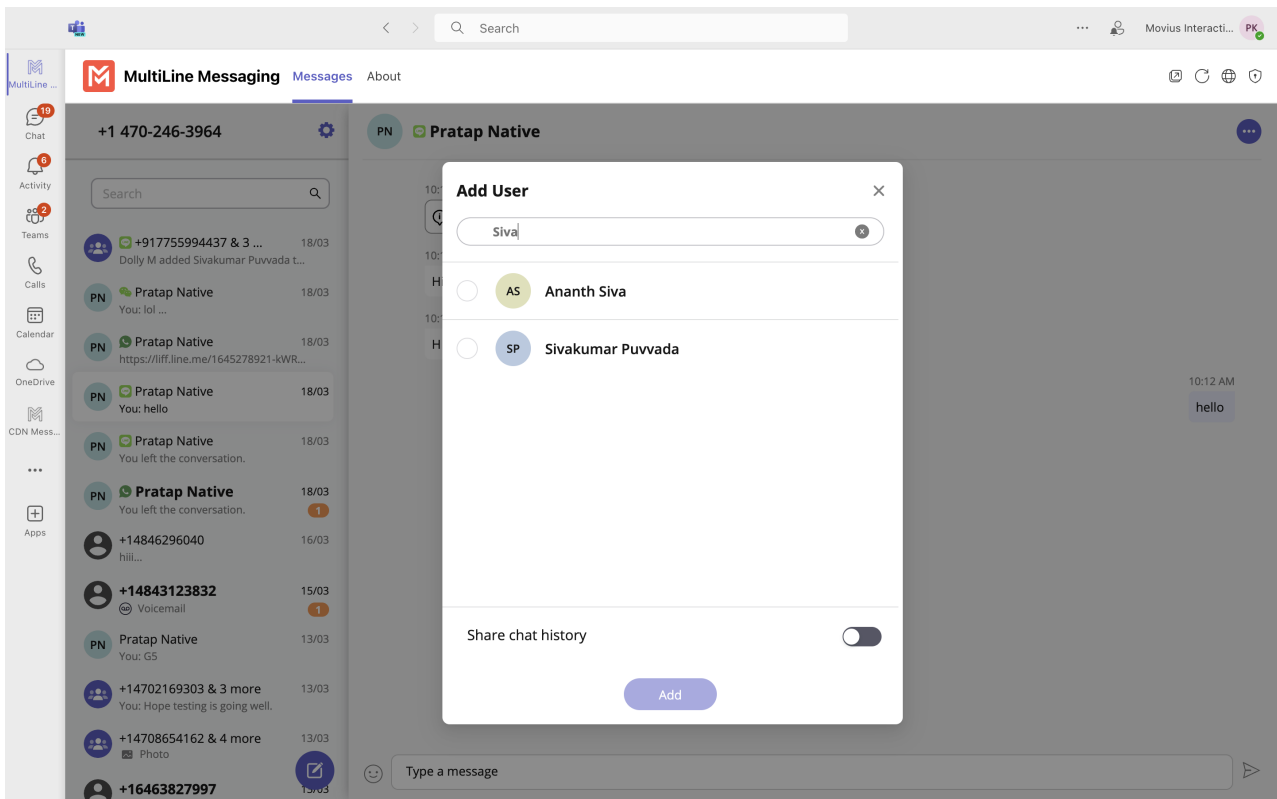 NEW
Search
Movius Interacti...
PK
MultiLine ...
MultiLine Messaging
Messages
About
19
Chat
6
Activity
2
Teams
Calls
Calendar
OneDrive
CDN Mess...
Apps
+1 470-246-3964
Search
+917755994437 & 3 ...
18/03
Dolly M added Sivakumar Puvvada t...
PN
Pratap Native
18/03
You: lol ...
PN
Pratap Native
18/03
https://liff.line.me/1645278921-kWR...
PN
Pratap Native
18/03
You: hello
PN
Pratap Native
18/03
You left the conversation.
PN
Pratap Native
18/03
You left the conversation.
1
+14846296040
16/03
hiii...
+14843123832
15/03
Voicemail
1
PN
Pratap Native
13/03
You: G5
+14702169303 & 3 more
13/03
You: Hope testing is going well.
+14708654162 & 4 more
13/03
Photo
+16463827997
13/03
PN
Pratap Native
10:12 AM
hello
Type a message
Add User
Siva
AS
Ananth Siva
SP
Sivakumar Puvvada
Share chat history
Add